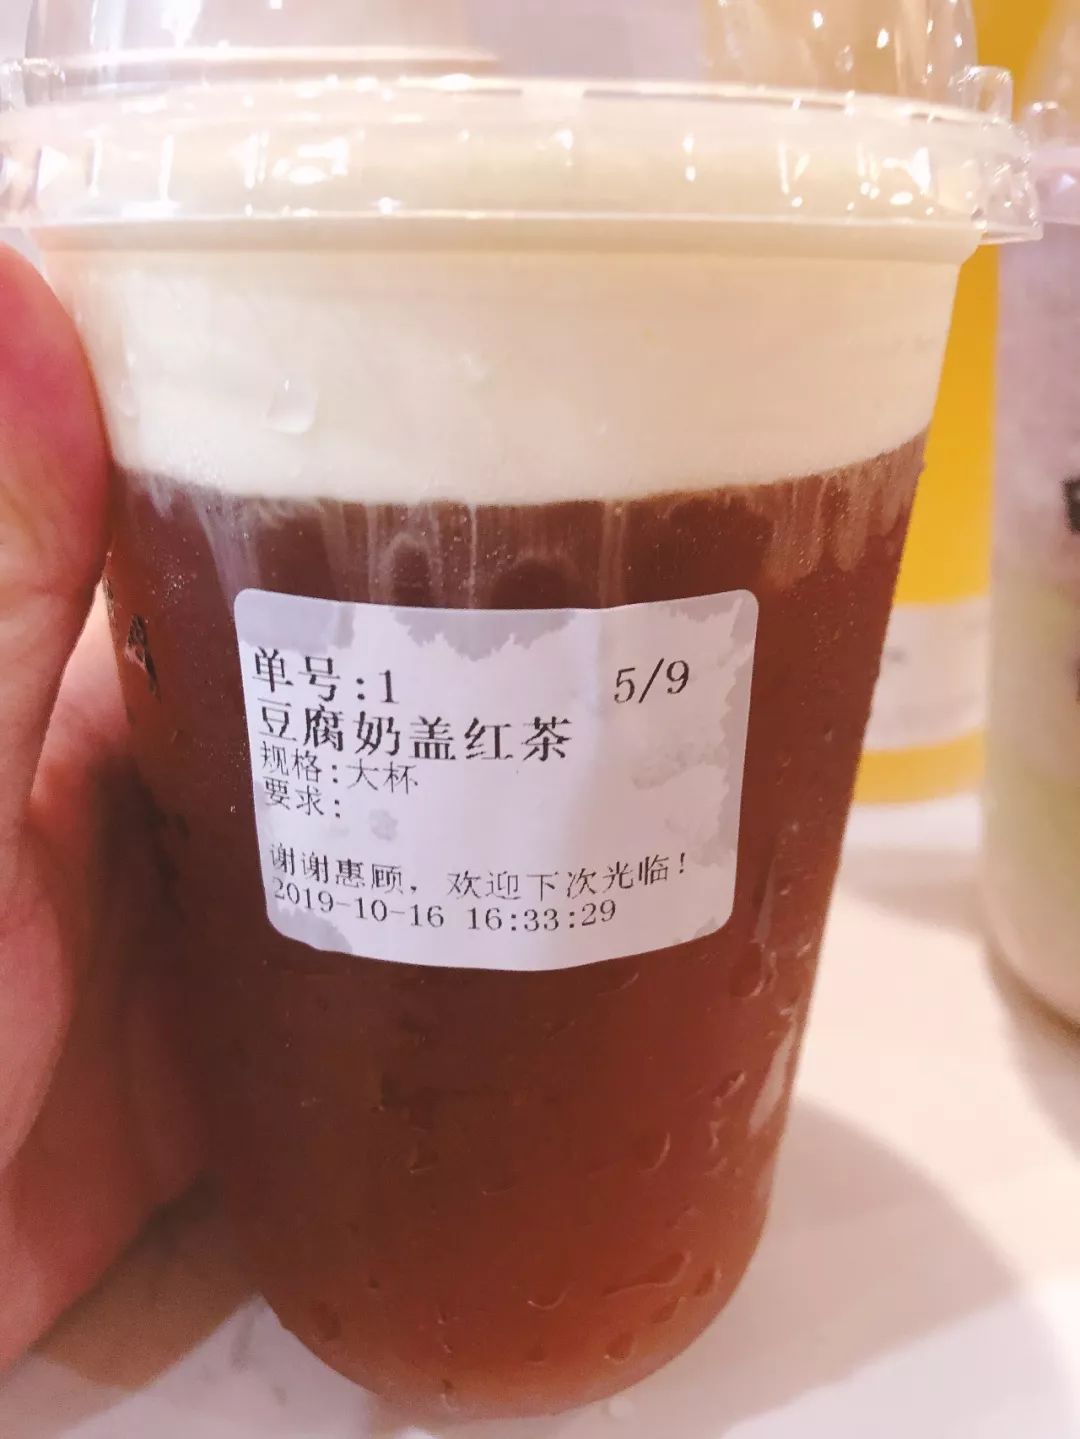 单号:1 5/9
豆腐奶盖红茶
规格:大杯
要求:
谢谢惠顾，欢迎下次光临！
2019-10-16 16:33:29